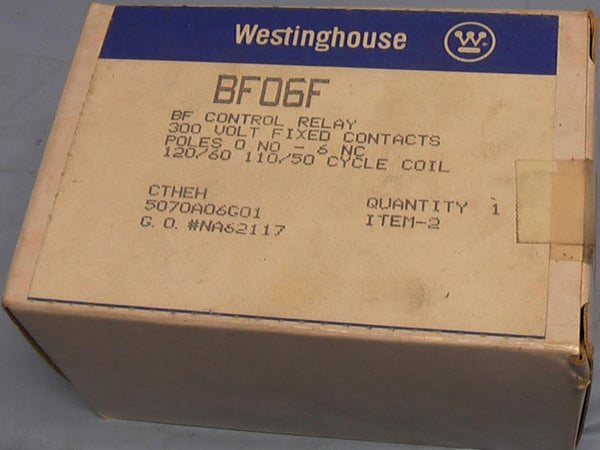 Westinghouse
W
BF06F
BF CONTROL RELAY
300 VOLT FIXED CONTACTS
POLES 0 NO - 6 NC
120/60 110/50 CYCLE COIL
CTHEH
5070A06G01
G. O. #NA62117
QUANTITY 1
ITEM-2